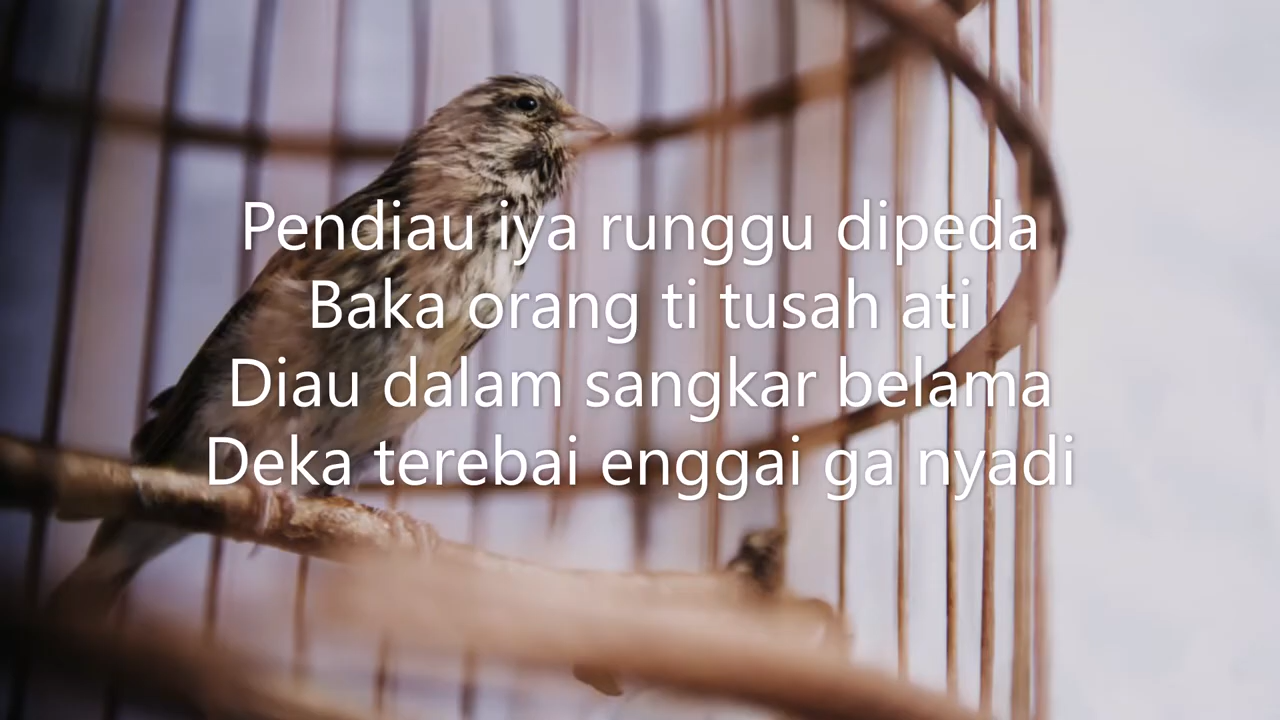 Pendiau iya runggu dipeda
Baka orang ti tusah ati
Diau dalam sangkar belama
Deka terebai enggai ga nyadi